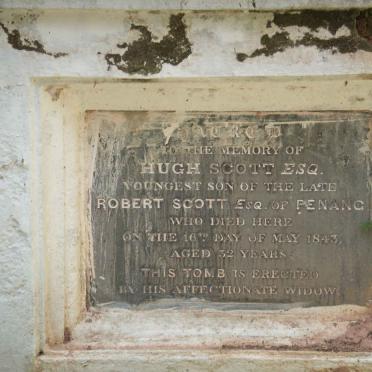 SACRED
TO THE MEMORY OF
HUGH SCOTT ESQ.
YOUNGEST SON OF THE LATE
ROBERT SCOTT ESQ. OF PENANG
WHO DIED HERE
ON THE 16TH DAY OF MAY 1843,
AGED 32 YEARS
THIS TOMB IS ERECTED
BY HIS AFFECTIONATE WIDOW.